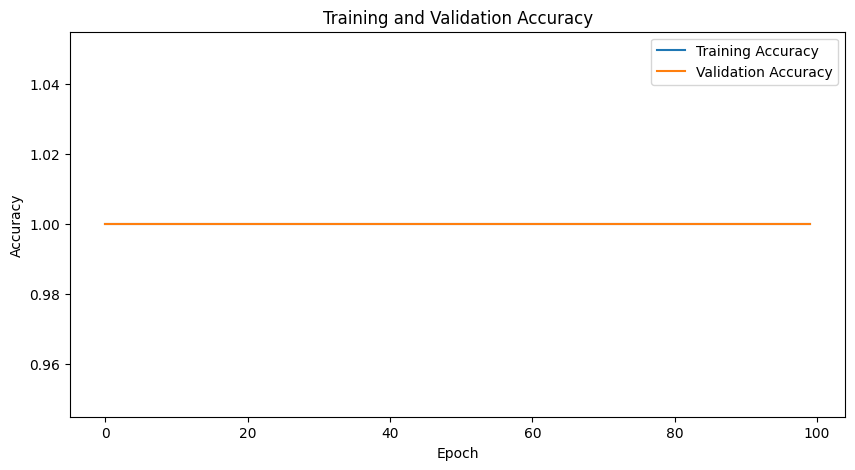 Training and Validation Accuracy
Training Accuracy
Validation Accuracy
1.04
1.02
1.00
0.98
0.96
Accuracy
0
20
40
60
80
100
Epoch